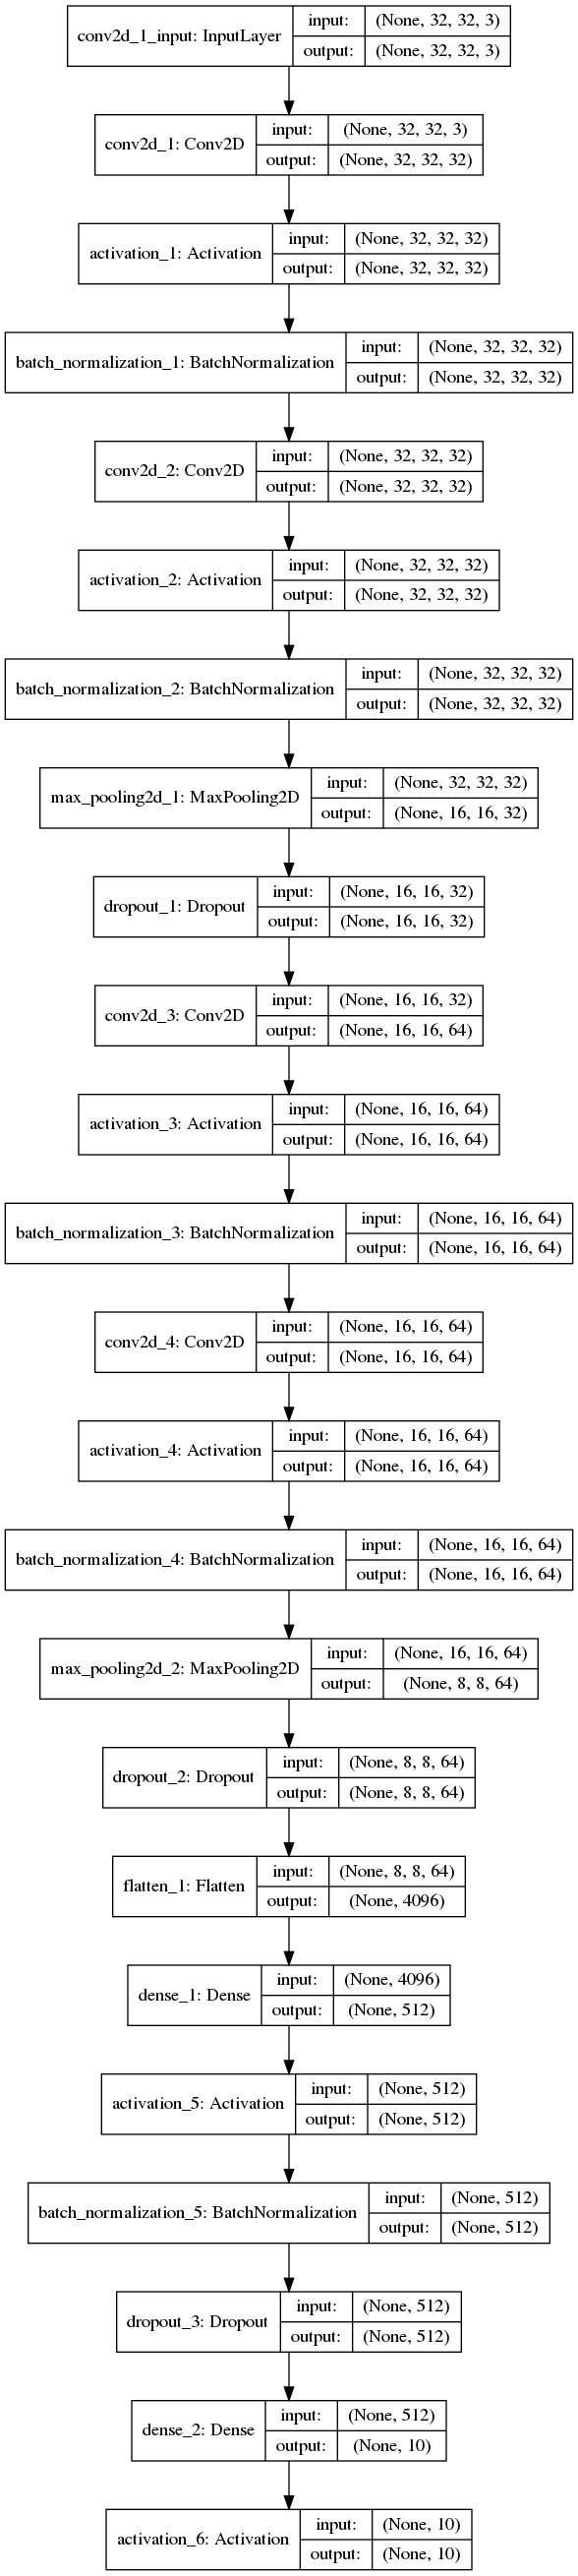 conv2d_1_input: InputLayer
input: (None, 32, 32, 3)
output: (None, 32, 32, 3)
conv2d_1: Conv2D
input: (None, 32, 32, 3)
output: (None, 32, 32, 32)
activation_1: Activation
input: (None, 32, 32, 32)
output: (None, 32, 32, 32)
batch_normalization_1: BatchNormalization
input: (None, 32, 32, 32)
output: (None, 32, 32, 32)
conv2d_2: Conv2D
input: (None, 32, 32, 32)
output: (None, 32, 32, 32)
activation_2: Activation
input: (None, 32, 32, 32)
output: (None, 32, 32, 32)
batch_normalization_2: BatchNormalization
input: (None, 32, 32, 32)
output: (None, 32, 32, 32)
max_pooling2d_1: MaxPooling2D
input: (None, 32, 32, 32)
output: (None, 16, 16, 32)
dropout_1: Dropout
input: (None, 16, 16, 32)
output: (None, 16, 16, 32)
conv2d_3: Conv2D
input: (None, 16, 16, 32)
output: (None, 16, 16, 64)
activation_3: Activation
input: (None, 16, 16, 64)
output: (None, 16, 16, 64)
batch_normalization_3: BatchNormalization
input: (None, 16, 16, 64)
output: (None, 16, 16, 64)
conv2d_4: Conv2D
input: (None, 16, 16, 64)
output: (None, 16, 16, 64)
activation_4: Activation
input: (None, 16, 16, 64)
output: (None, 16, 16, 64)
batch_normalization_4: BatchNormalization
input: (None, 16, 16, 64)
output: (None, 16, 16, 64)
max_pooling2d_2: MaxPooling2D
input: (None, 16, 16, 64)
output: (None, 8, 8, 64)
dropout_2: Dropout
input: (None, 8, 8, 64)
output: (None, 8, 8, 64)
flatten_1: Flatten
input: (None, 8, 8, 64)
output: (None, 4096)
dense_1: Dense
input: (None, 4096)
output: (None, 512)
activation_5: Activation
input: (None, 512)
output: (None, 512)
batch_normalization_5: BatchNormalization
input: (None, 512)
output: (None, 512)
dropout_3: Dropout
input: (None, 512)
output: (None, 512)
dense_2: Dense
input: (None, 512)
output: (None, 10)
activation_6: Activation
input: (None, 10)
output: (None, 10)